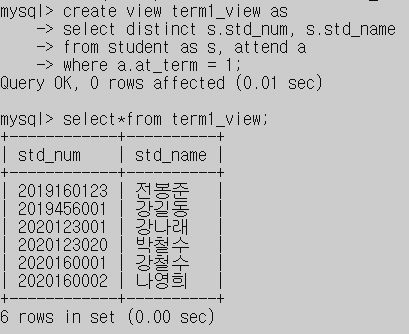 mysql> create view term1_view as
    -> select distinct s.std_num, s.std_name
    -> from student as s, attend a
    -> where a.at_term = 1;
Query OK, 0 rows affected (0.01 sec)

mysql> select*from term1_view;
+------------+----------+
| std_num    | std_name |
+------------+----------+
| 2019160123 | 전봉준   |
| 2019456001 | 강길동   |
| 2020123001 | 강나래   |
| 2020123020 | 박철수   |
| 2020160001 | 강철수   |
| 2020160002 | 나영희   |
+------------+----------+
6 rows in set (0.00 sec)